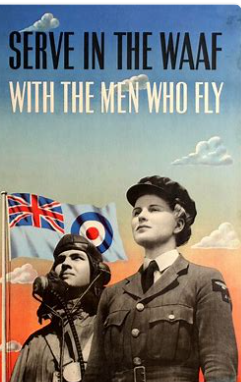 SERVE IN THE WAAF
WITH THE MEN WHO FLY